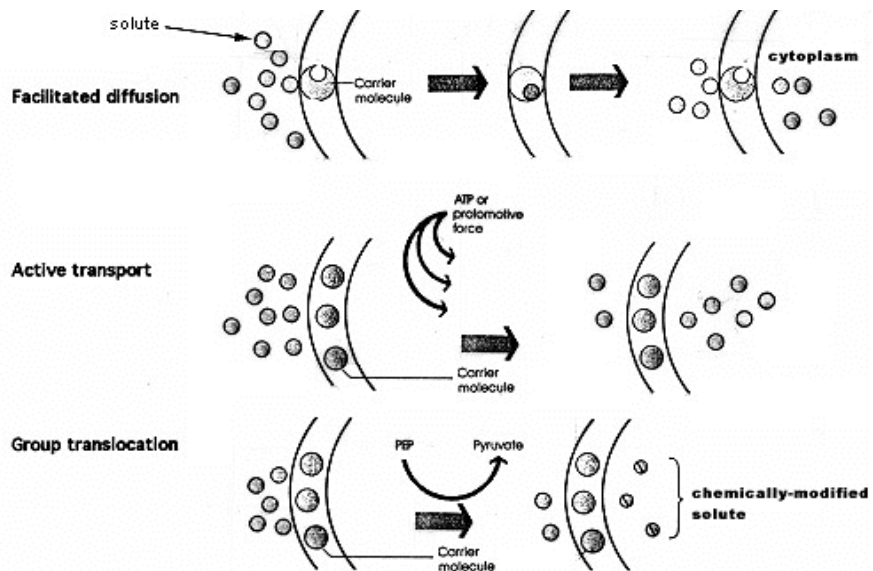 solute
cytoplasm
Carrier
molecule
Facilitated diffusion
ATP or
protomotive
force
Active transport
Carrier
molecule
Group translocation
PEP
Pyruvate
chemically-modified
solute
Carrier
molecule